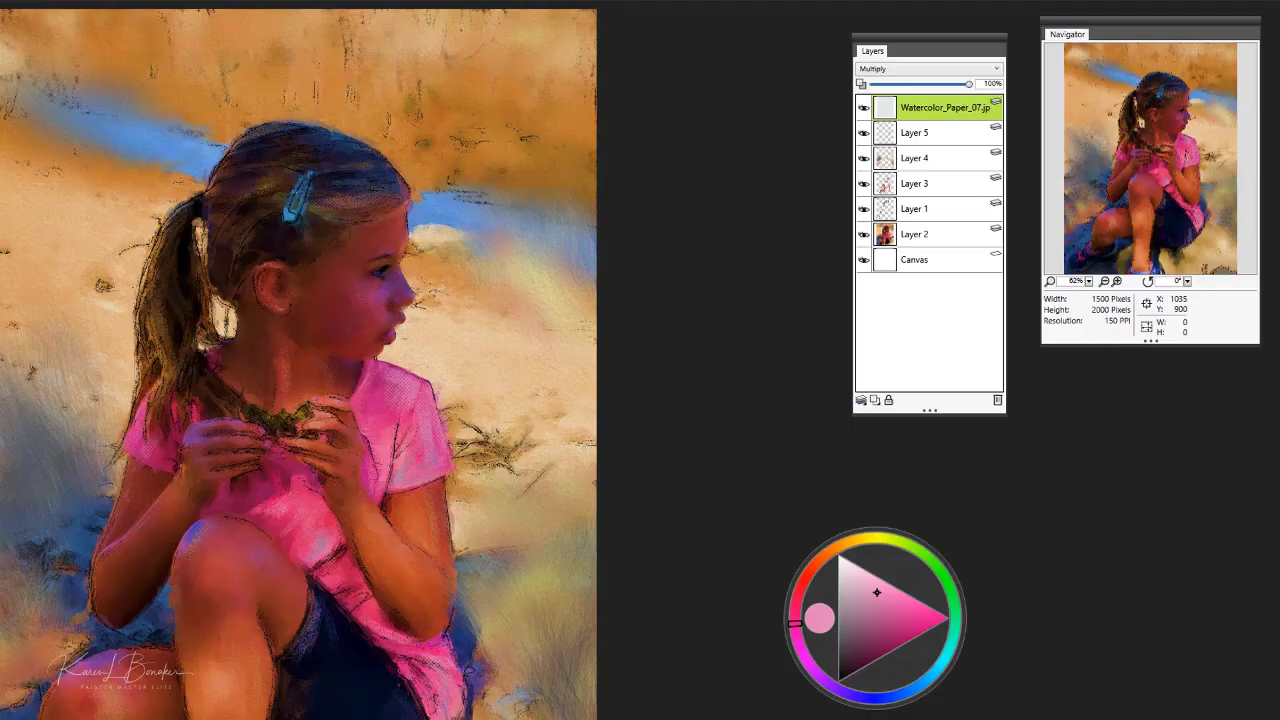 Layers
Multiply
100%
Watercolor_Paper_07.jp
Layer 5
Layer 4
Layer 3
Layer 1
Layer 2
Canvas
Navigator
62%
0°
Width: 1500 Pixels
Height: 2000 Pixels
Resolution: 150 PPI
X: 1035
Y: 900
W: 0
H: 0
Karen L Bonaker
PAINTER MASTER ELITE